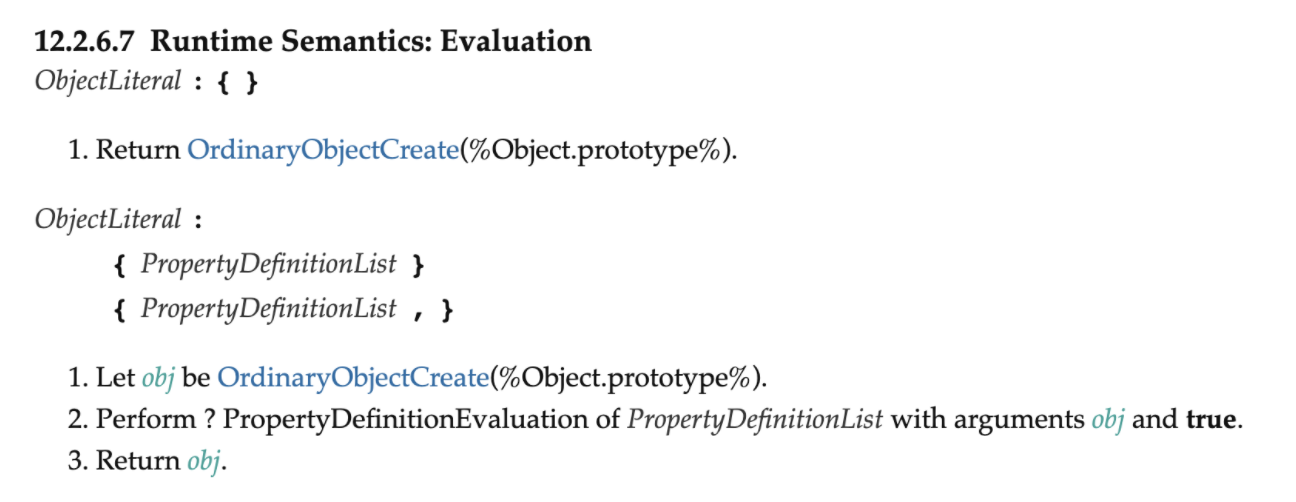 12.2.6.7 Runtime Semantics: Evaluation
ObjectLiteral : { }
1. Return OrdinaryObjectCreate(%Object.prototype%).
ObjectLiteral :
{ PropertyDefinitionList }
{ PropertyDefinitionList , }
1. Let obj be OrdinaryObjectCreate(%Object.prototype%).
2. Perform ? PropertyDefinitionEvaluation of PropertyDefinitionList with arguments obj and true.
3. Return obj.